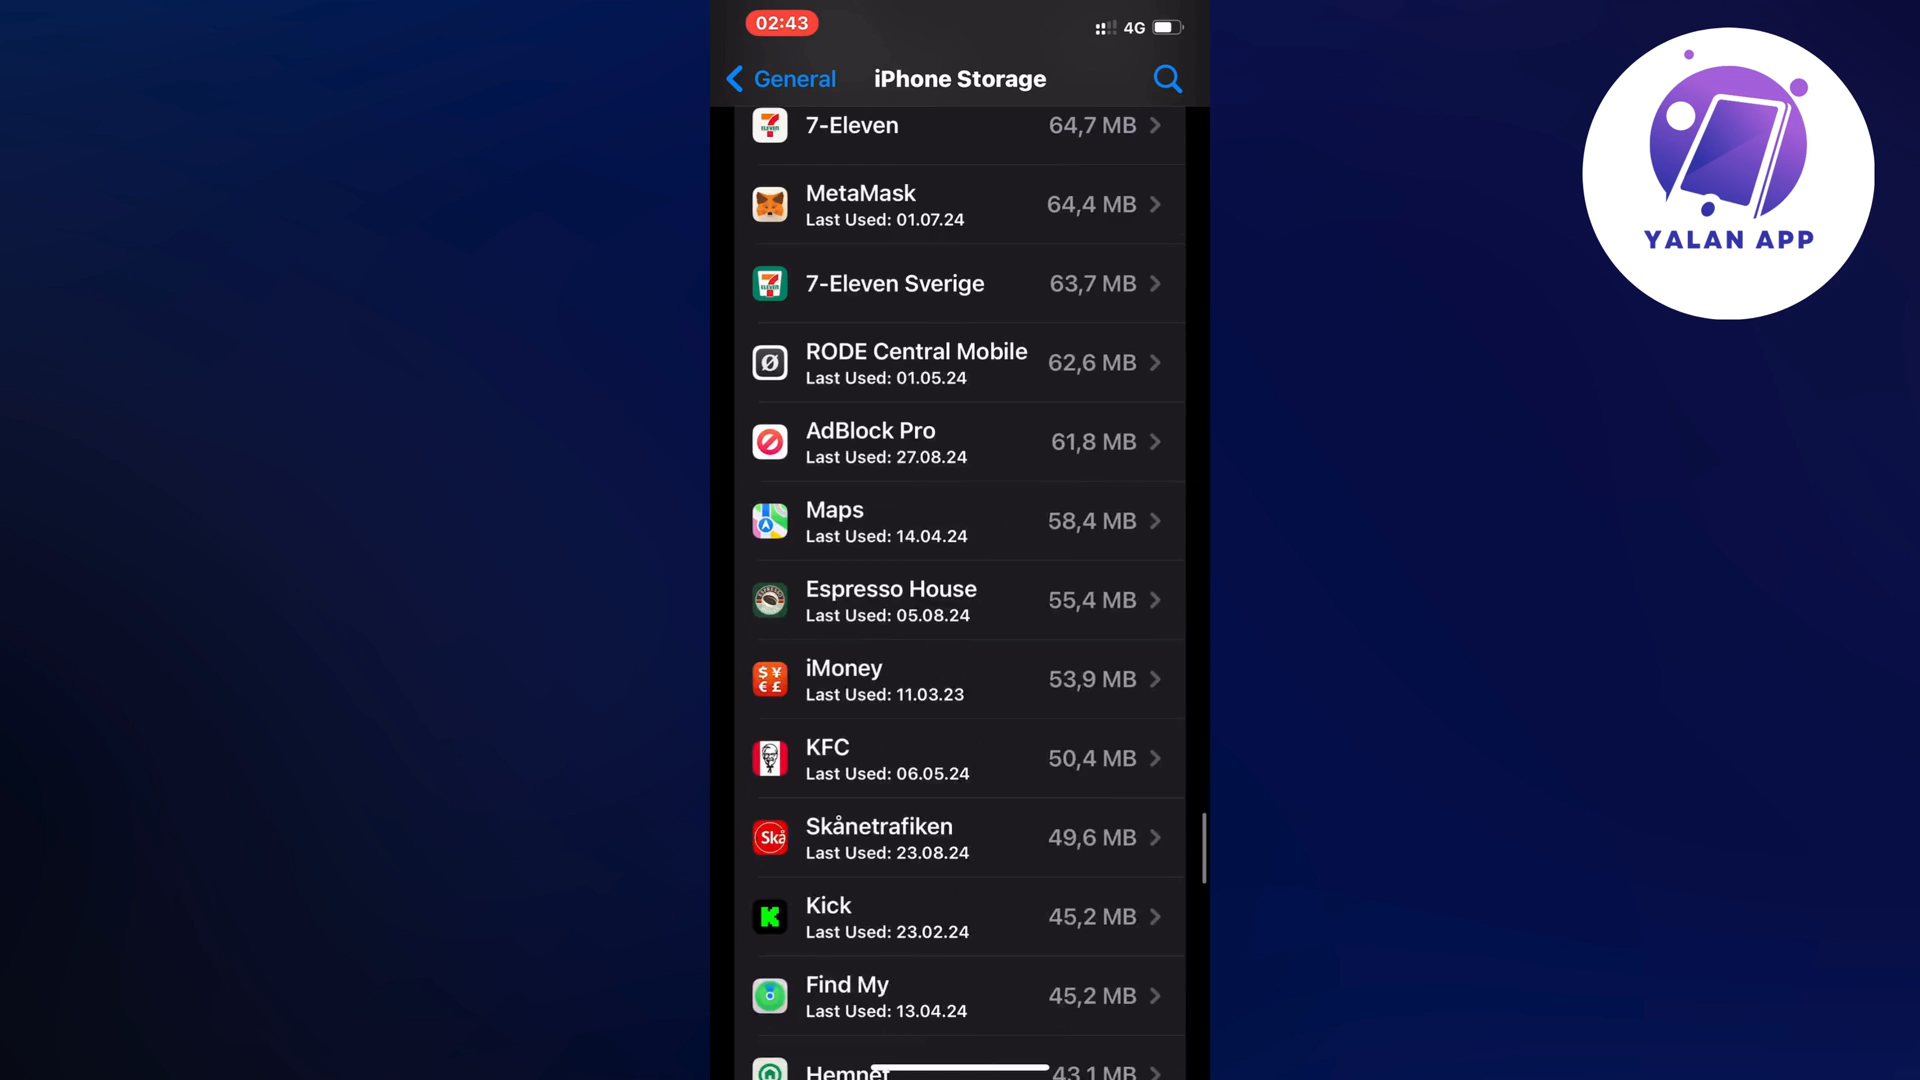 02:43
4G
General
iPhone Storage
7-Eleven
64,7 MB
MetaMask
Last Used: 01.07.24
64,4 MB
7-Eleven Sverige
63,7 MB
RODE Central Mobile
Last Used: 01.05.24
62,6 MB
AdBlock Pro
Last Used: 27.08.24
61,8 MB
Maps
Last Used: 14.04.24
58,4 MB
Espresso House
Last Used: 05.08.24
55,4 MB
iMoney
Last Used: 11.03.23
53,9 MB
KFC
Last Used: 06.05.24
50,4 MB
Skå
Skånetrafiken
Last Used: 23.08.24
49,6 MB
Kick
Last Used: 23.02.24
45,2 MB
Find My
Last Used: 13.04.24
45,2 MB
Hemnet
43,1 MB
YALAN APP